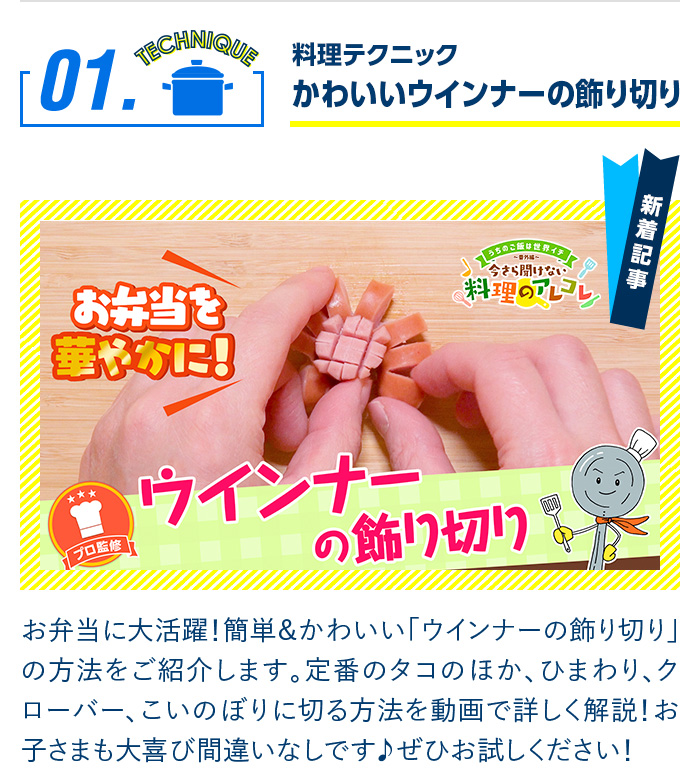 01.
TECHNIQUE
料理テクニック
かわいいウインナーの飾り切り
新着記事
お弁当を
華やかに!
うちのご飯は世界イチ
~番外編~
今さら聞けない
料理のアレコレ
プロ監修
ウインナー
の飾り切り
お弁当に大活躍!簡単&かわいい「ウインナーの飾り切り」
の方法をご紹介します。定番のタコのほか、ひまわり、ク
ローバー、こいのぼりに切る方法を動画で詳しく解説!お
子さまも大喜び間違いなしです♪ぜひお試しください!